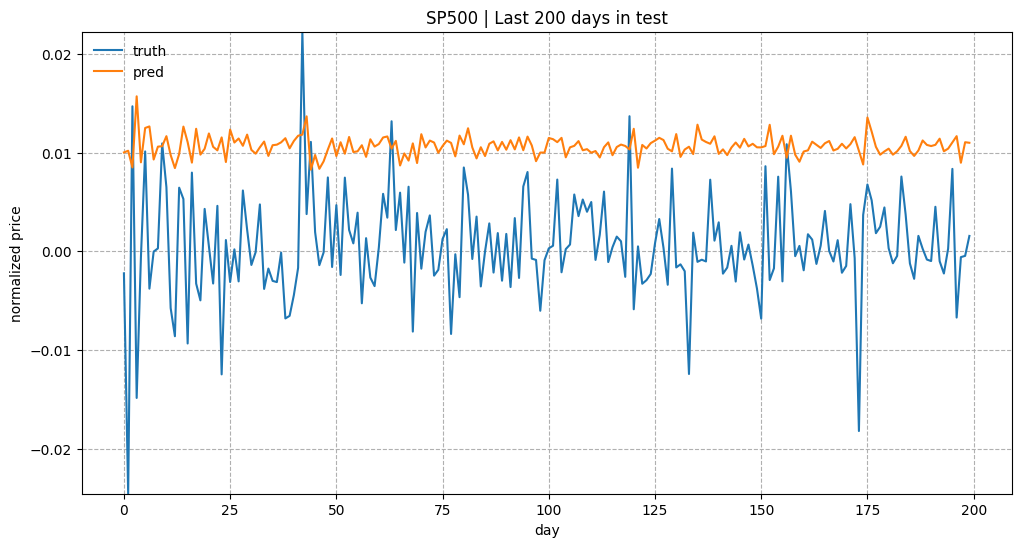 SP500 | Last 200 days in test
truth
pred
normalized price
0.02
0.01
0.00
−0.01
−0.02
0 25 50 75 100 125 150 175 200
day